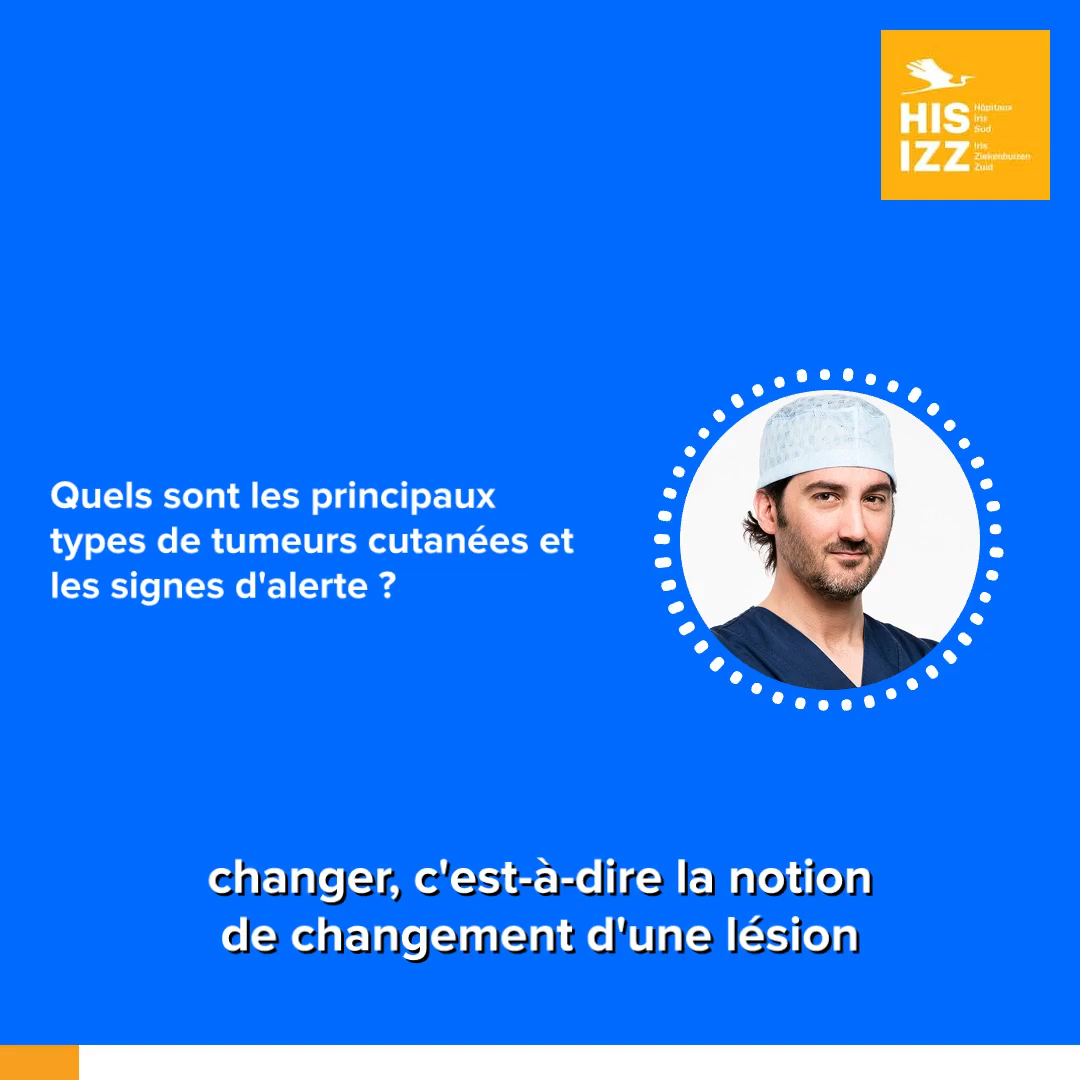 HIS
Hôpitaux
Iris
Sud
IZZ
Iris
Ziekenhuizen
Zuid
Quels sont les principaux
types de tumeurs cutanées et
les signes d'alerte ?
changer, c'est-à-dire la notion
de changement d'une lésion